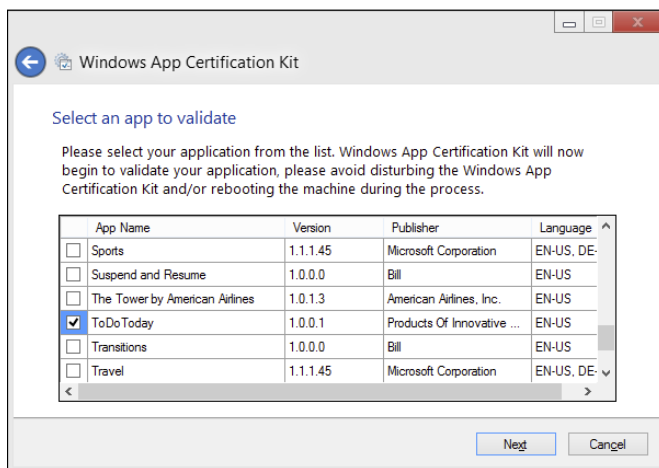 Windows App Certification Kit
Select an app to validate
Please select your application from the list. Windows App Certification Kit will now
begin to validate your application, please avoid disturbing the Windows App
Certification Kit and/or rebooting the machine during the process.
App Name Version Publisher Language
Sports 1.1.1.45 Microsoft Corporation EN-US, DE-
Suspend and Resume 1.0.0.0 Bill EN-US
The Tower by American Airlines 1.0.1.3 American Airlines, Inc. EN-US
ToDoToday 1.0.0.1 Products Of Innovative ... EN-US
Transitions 1.0.0.0 Bill EN-US
Travel 1.1.1.45 Microsoft Corporation EN-US, DE-
Next Cancel